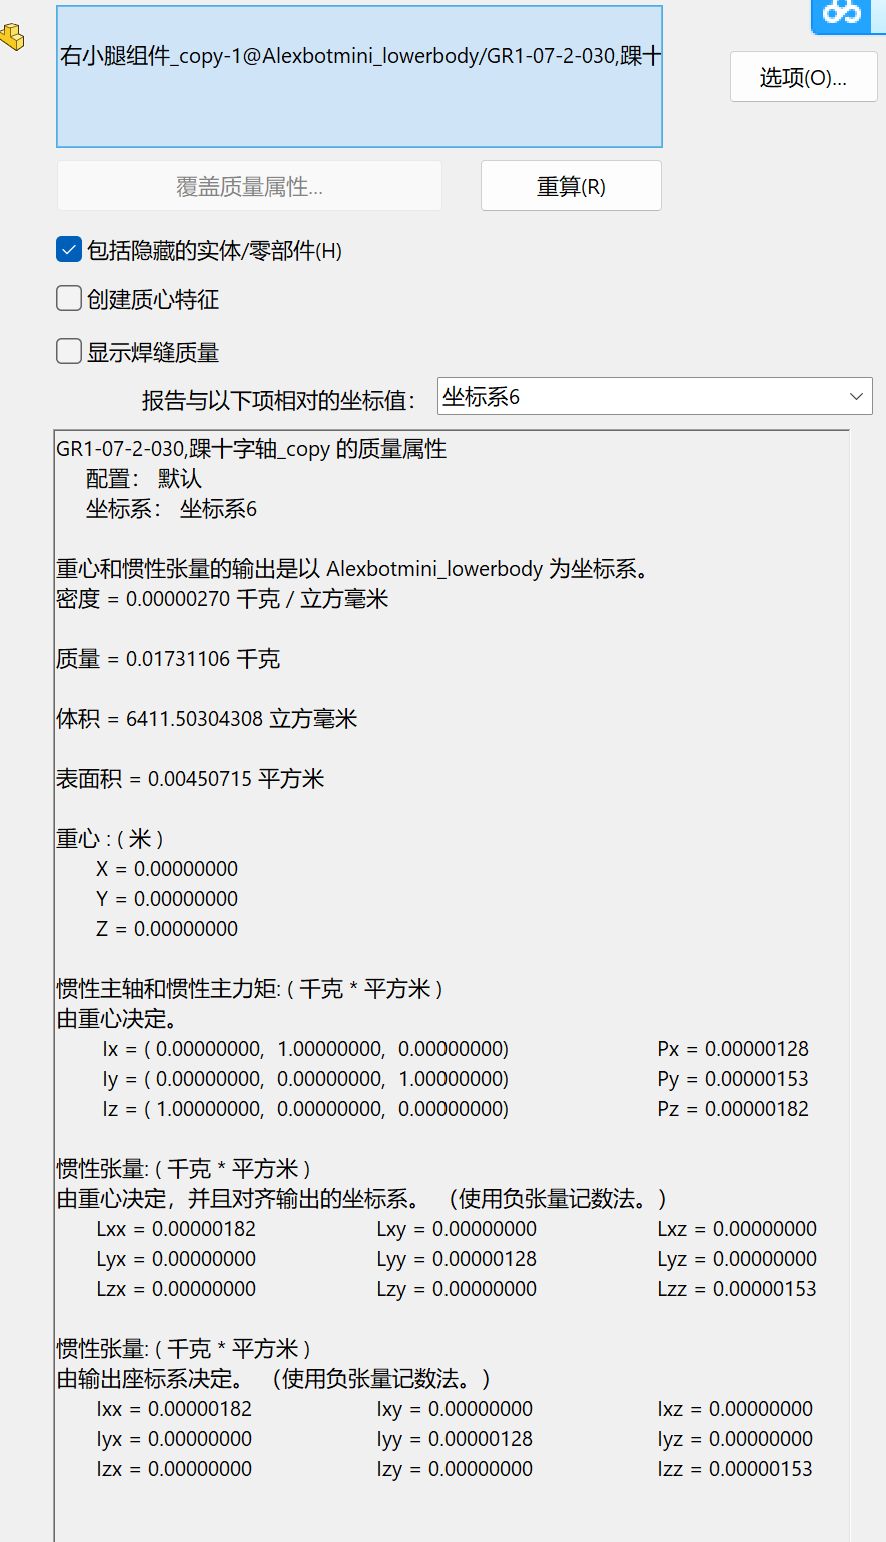 右小腿组件_copy-1@Alexbotmini_lowerbody/GR1-07-2-030,踝十
选项(O)...
覆盖质量属性...
重算(R)
包括隐藏的实体/零部件(H)
创建质心特征
显示焊缝质量
报告与以下项相对的坐标值: 坐标系6
GR1-07-2-030,踝十字轴_copy 的质量属性
配置: 默认
坐标系: 坐标系6
重心和惯性张量的输出是以 Alexbotmini_lowerbody 为坐标系。
密度 = 0.00000270 千克 / 立方毫米
质量 = 0.01731106 千克
体积 = 6411.50304308 立方毫米
表面积 = 0.00450715 平方米
重心 : ( 米 )
X = 0.00000000
Y = 0.00000000
Z = 0.00000000
惯性主轴和惯性主力矩: ( 千克 * 平方米 )
由重心决定。
Ix = ( 0.00000000, 1.00000000, 0.00000000) Px = 0.00000128
Iy = ( 0.00000000, 0.00000000, 1.00000000) Py = 0.00000153
Iz = ( 1.00000000, 0.00000000, 0.00000000) Pz = 0.00000182
惯性张量: ( 千克 * 平方米 )
由重心决定，并且对齐输出的坐标系。 （使用负张量记数法。）
Lxx = 0.00000182 Lxy = 0.00000000 Lxz = 0.00000000
Lyx = 0.00000000 Lyy = 0.00000128 Lyz = 0.00000000
Lzx = 0.00000000 Lzy = 0.00000000 Lzz = 0.00000153
惯性张量: ( 千克 * 平方米 )
由输出座标系决定。 （使用负张量记数法。）
Ixx = 0.00000182 Ixy = 0.00000000 Ixz = 0.00000000
Iyx = 0.00000000 Iyy = 0.00000128 Iyz = 0.00000000
Izx = 0.00000000 Izy = 0.00000000 Izz = 0.00000153